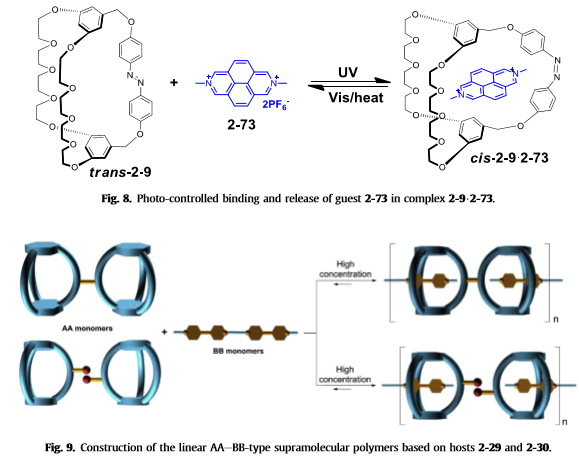 O O O O O O O O O O O O N N
trans-2-9
+
N+ N+
2PF6-
2-73
UV
Vis/heat
O O O O O O O O O O O O N N
N+ N+
cis-2-9·2-73
Fig. 8. Photo-controlled binding and release of guest 2-73 in complex 2-9·2-73.
AA monomers
+
BB monomers
High
concentration
n
High
concentration
n
Fig. 9. Construction of the linear AA–BB-type supramolecular polymers based on hosts 2-29 and 2-30.